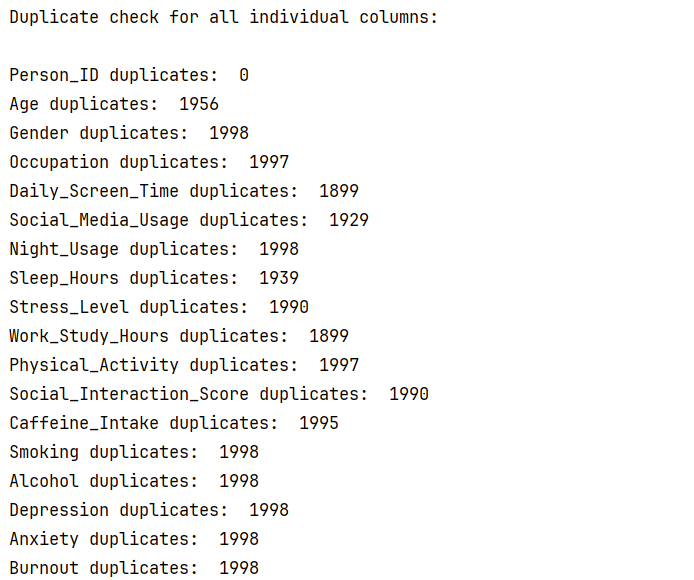 Duplicate check for all individual columns:
Person_ID duplicates:  0
Age duplicates:  1956
Gender duplicates:  1998
Occupation duplicates:  1997
Daily_Screen_Time duplicates:  1899
Social_Media_Usage duplicates:  1929
Night_Usage duplicates:  1998
Sleep_Hours duplicates:  1939
Stress_Level duplicates:  1990
Work_Study_Hours duplicates:  1899
Physical_Activity duplicates:  1997
Social_Interaction_Score duplicates:  1990
Caffeine_Intake duplicates:  1995
Smoking duplicates:  1998
Alcohol duplicates:  1998
Depression duplicates:  1998
Anxiety duplicates:  1998
Burnout duplicates:  1998